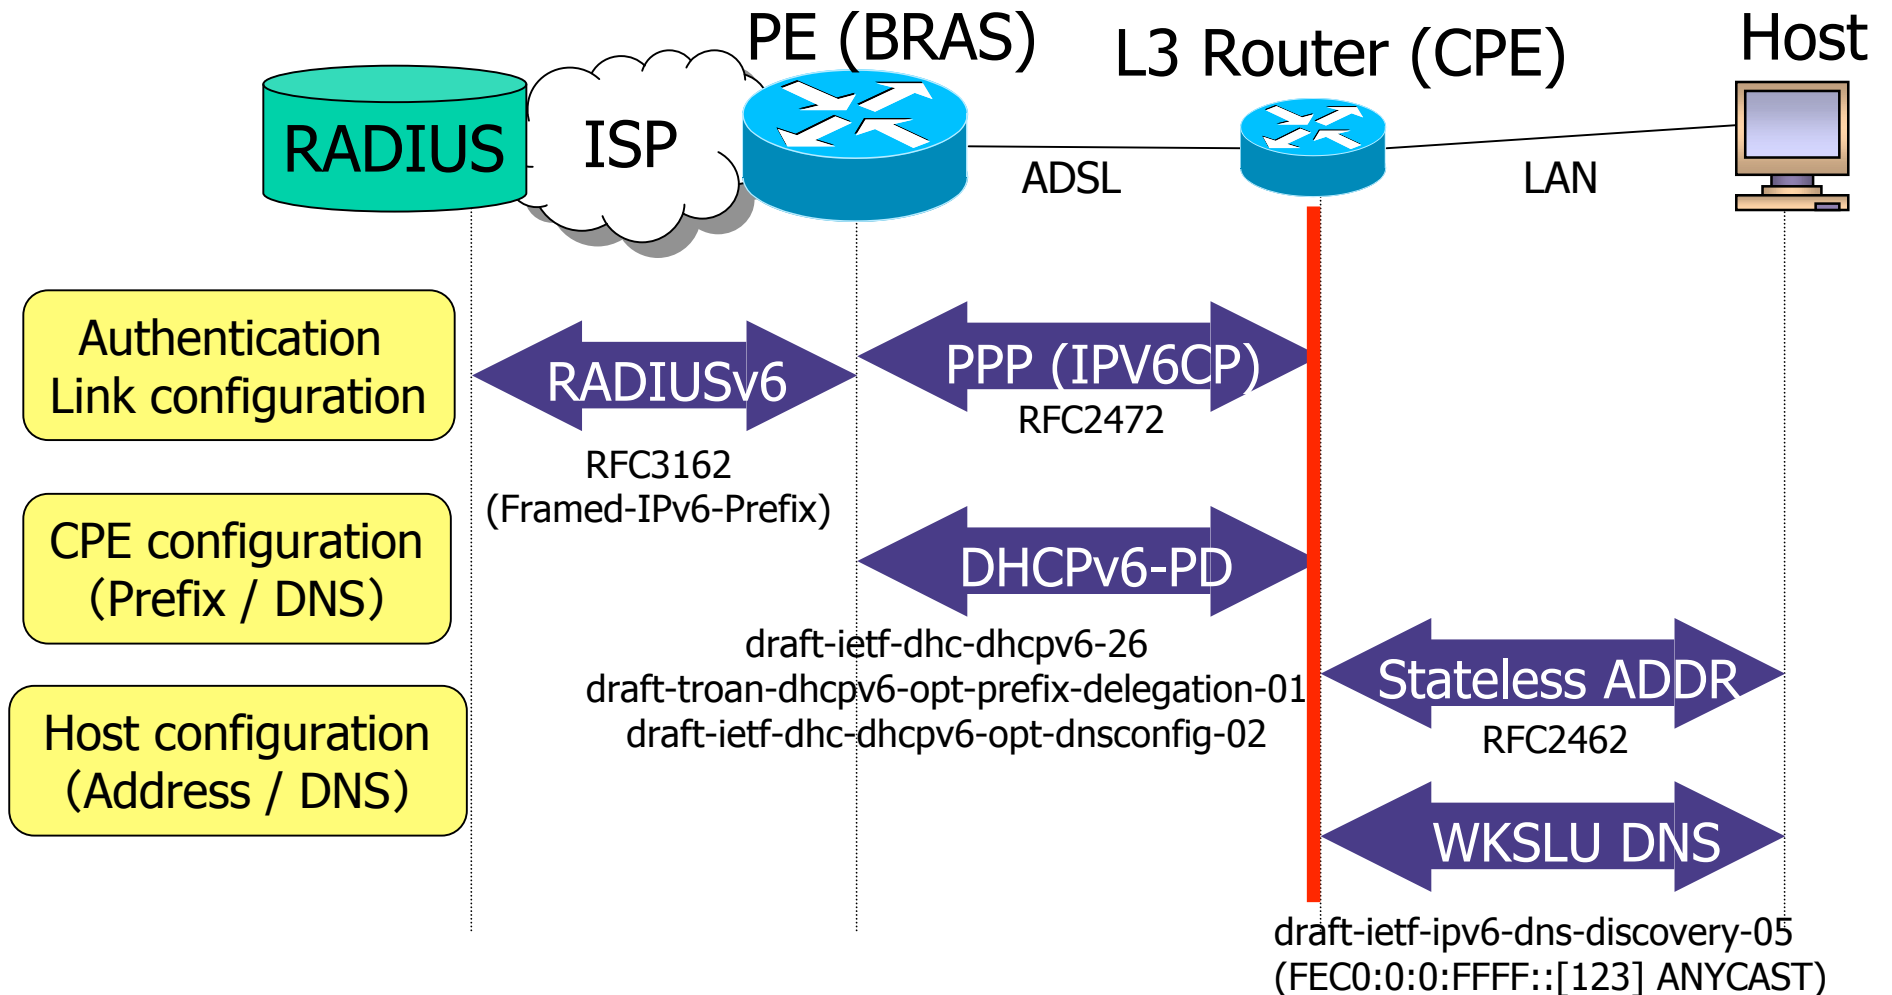 PE (BRAS)
L3 Router (CPE)
Host
RADIUS
ISP
ADSL
LAN
Authentication
Link configuration
RADIUSv6
PPP (IPV6CP)
RFC2472
RFC3162
(Framed-IPv6-Prefix)
CPE configuration
(Prefix / DNS)
DHCPv6-PD
draft-ietf-dhc-dhcpv6-26
draft-troan-dhcpv6-opt-prefix-delegation-01
draft-ietf-dhc-dhcpv6-opt-dnsconfig-02
Host configuration
(Address / DNS)
Stateless ADDR
RFC2462
WKSLU DNS
draft-ietf-ipv6-dns-discovery-05
(FEC0:0:0:FFFF::[123] ANYCAST)